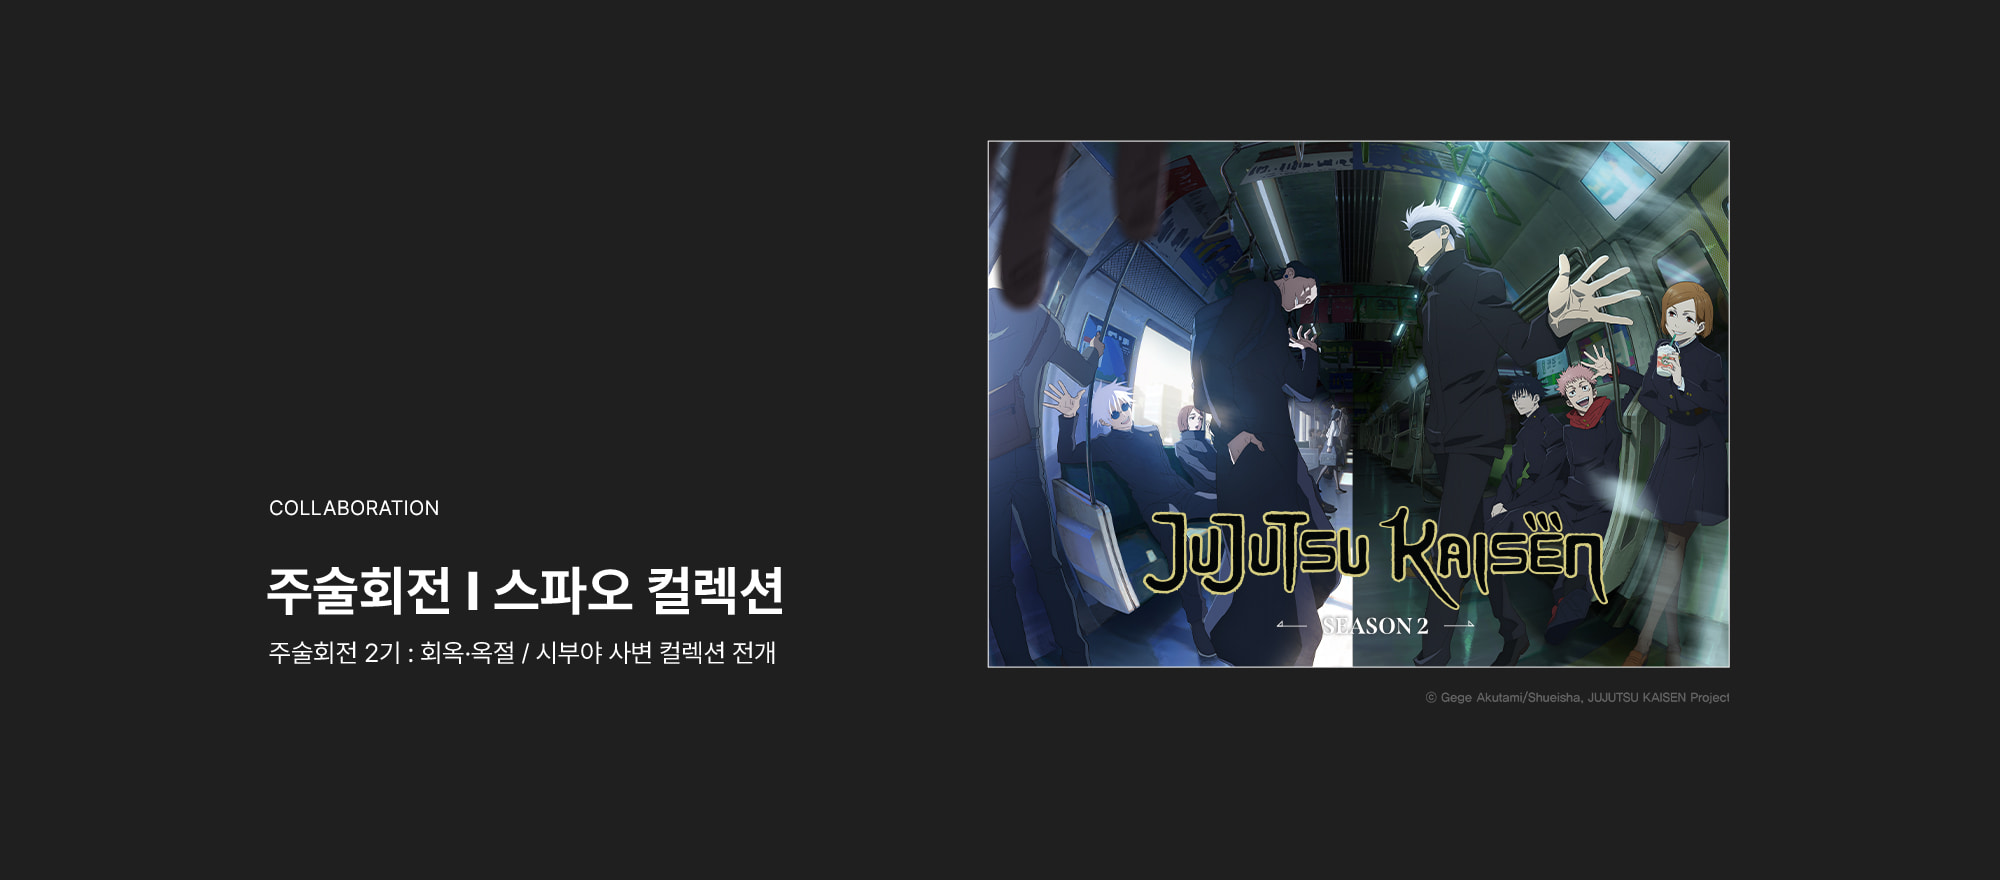 COLLABORATION
주술회전 I 스파오 컬렉션
주술회전 2기 : 회옥·옥절 / 시부야 사변 컬렉션 전개
JUJUTSU KAISEN
SEASON 2
© Gege Akutami/Shueisha, JUJUTSU KAISEN Project